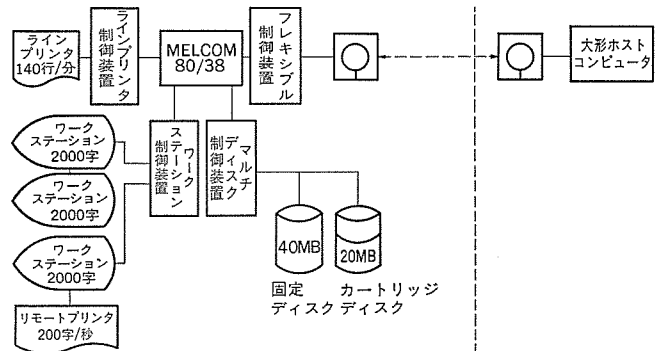 ライン
プリンタ
140行/分
ラインプリンタ
制御装置
MELCOM
80/38
フレキシブル
制御装置
大形ホスト
コンピュータ
ワーク
ステーション
2000字
ワーク
ステーション
2000字
ワーク
ステーション
2000字
リモートプリンタ
200字/秒
ワーク
ステーション
制御装置
マルチ
ディスク
制御装置
40MB
20MB
固定
ディスク
カートリッジ
ディスク